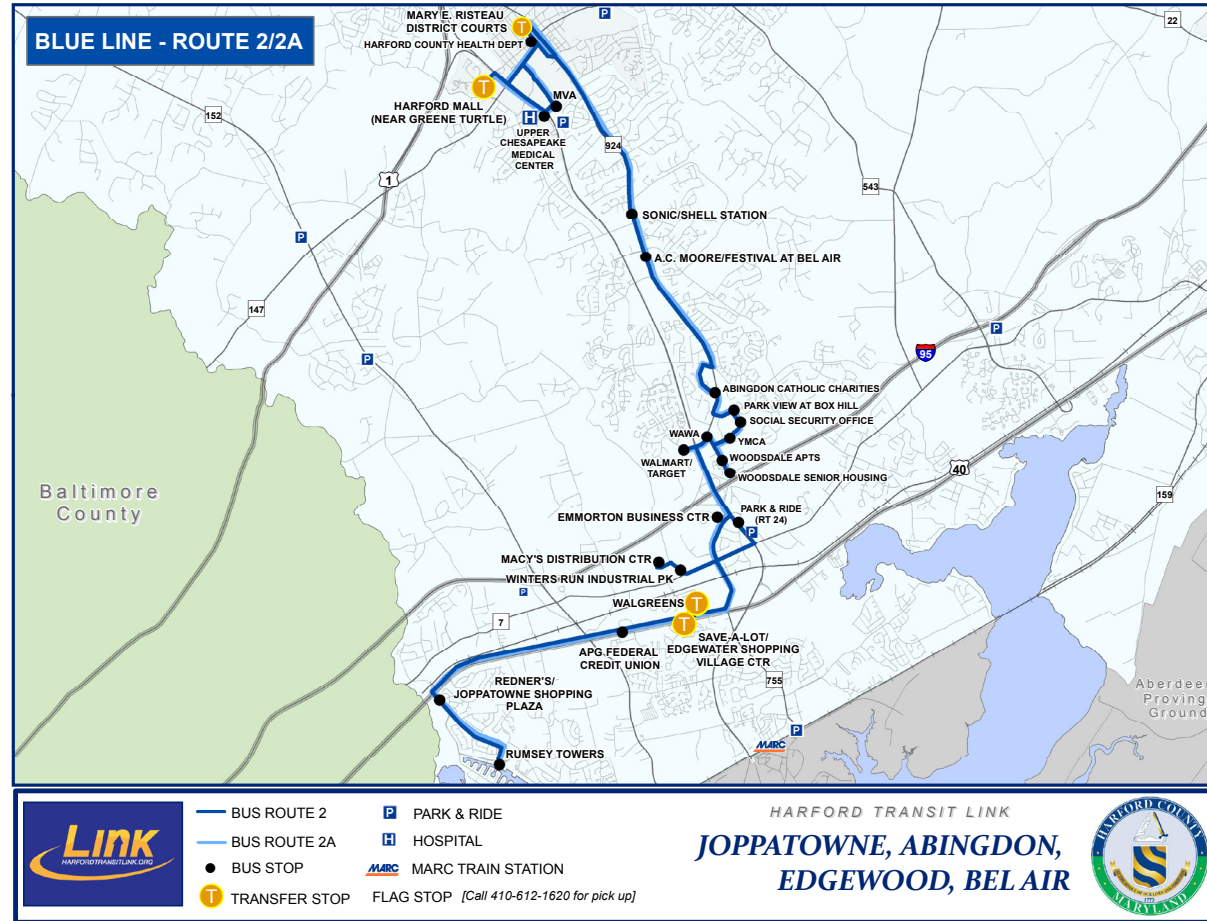 BLUE LINE - ROUTE 2/2A
MARY E. RISTEAU
DISTRICT COURTS
HARFORD COUNTY HEALTH DEPT
P
22
T
T
HARFORD MALL
(NEAR GREENE TURTLE)
MVA
H
P
UPPER
CHESAPEAKE
MEDICAL
CENTER
152
924
1
543
SONIC/SHELL STATION
P
A.C. MOORE/FESTIVAL AT BEL AIR
147
P
P
95
159
ABINGDON CATHOLIC CHARITIES
PARK VIEW AT BOX HILL
SOCIAL SECURITY OFFICE
WAWA
YMCA
WALMART/
TARGET
WOODSDALE APTS
WOODSDALE SENIOR HOUSING
40
159
Baltimore
County
EMMORTON BUSINESS CTR
PARK & RIDE
(RT 24)
P
MACY'S DISTRIBUTION CTR
WINTERS RUN INDUSTRIAL PK
P
7
WALGREENS
T
T
APG FEDERAL
CREDIT UNION
SAVE-A-LOT/
EDGEWATER SHOPPING
VILLAGE CTR
755
REDNER'S/
JOPPATOWNE SHOPPING
PLAZA
Aberdee
Proving
Ground
P
MARC
RUMSEY TOWERS
Link
HARFORDTRANSITLINK.ORG
BUS ROUTE 2
BUS ROUTE 2A
BUS STOP
T TRANSFER STOP
P PARK & RIDE
H HOSPITAL
MARC MARC TRAIN STATION
FLAG STOP [Call 410-612-1620 for pick up]
HARFORD TRANSIT LINK
JOPPATOWNE, ABINGDON,
EDGEWOOD, BEL AIR
HARFORD COUNTY
1773
MARYLAND